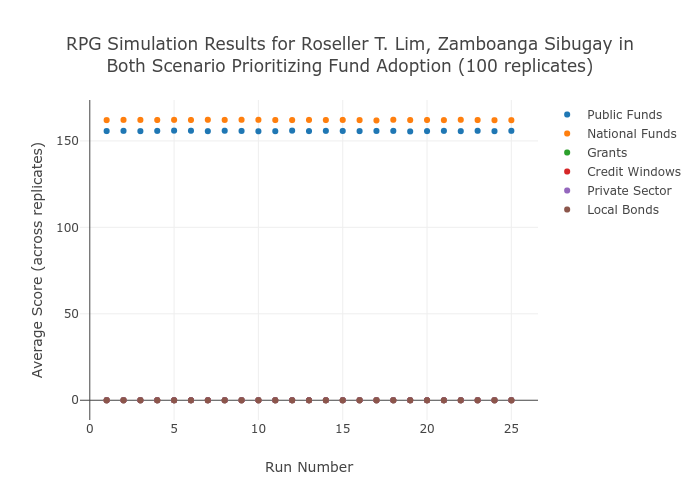 RPG Simulation Results for Roseller T. Lim, Zamboanga Sibugay in
Both Scenario Prioritizing Fund Adoption (100 replicates)
Average Score (across replicates)
150
100
50
0
0 5 10 15 20 25
Run Number
Public Funds
National Funds
Grants
Credit Windows
Private Sector
Local Bonds